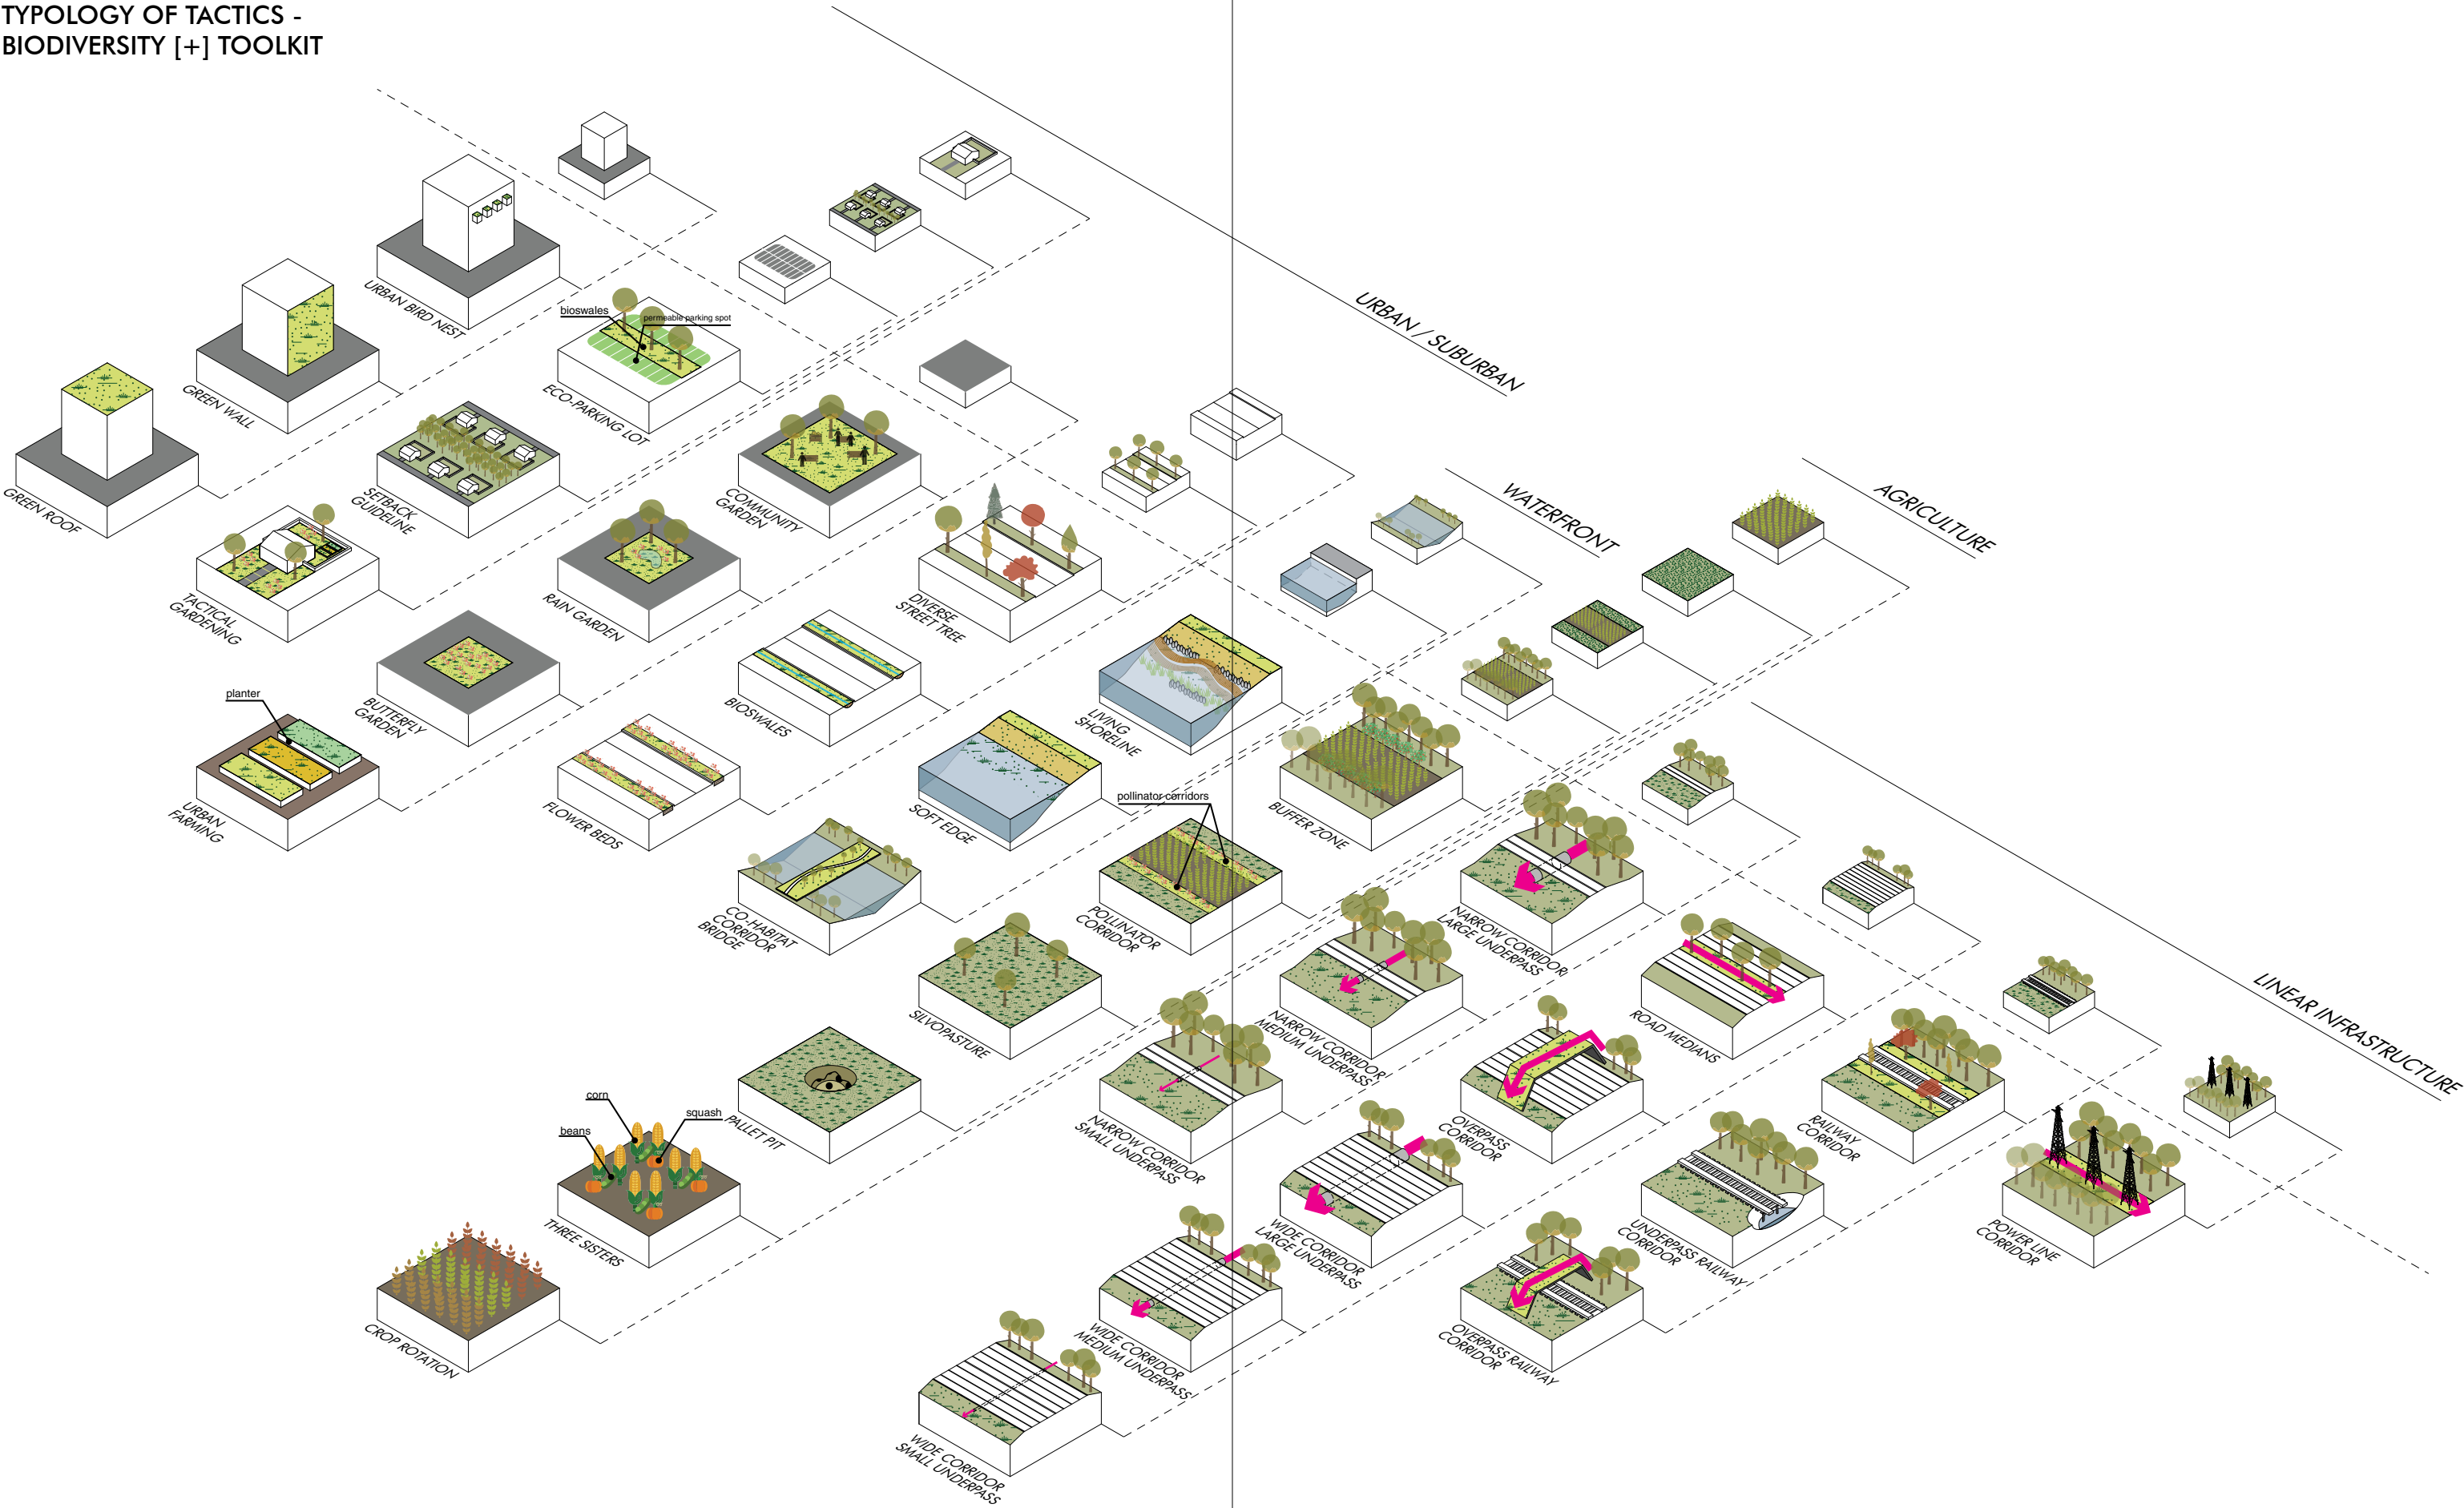 TYPOLOGY OF TACTICS -
BIODIVERSITY [+] TOOLKIT
URBAN / SUBURBAN
WATERFRONT
AGRICULTURE
LINEAR INFRASTRUCTURE
URBAN BIRD NEST
GREEN WALL
GREEN ROOF
bioswales
permeable parking spot
ECO-PARKING LOT
SETBACK
GUIDELINE
TACTICAL
GARDENING
COMMUNITY
GARDEN
RAIN GARDEN
BUTTERFLY
GARDEN
planter
URBAN
FARMING
DIVERSE
STREET TREE
BIOSWALES
FLOWER BEDS
LIVING
SHORELINE
SOFT EDGE
CO-HABITAT
CORRIDOR
BRIDGE
BUFFER ZONE
pollinator corridors
POLLINATOR
CORRIDOR
SILVOPASTURE
PALLET PIT
corn
squash
beans
THREE SISTERS
CROP ROTATION
NARROW CORRIDOR
LARGE UNDERPASS
NARROW CORRIDOR
MEDIUM UNDERPASS
NARROW CORRIDOR
SMALL UNDERPASS
ROAD MEDIANS
OVERPASS
CORRIDOR
WIDE CORRIDOR
LARGE UNDERPASS
WIDE CORRIDOR
MEDIUM UNDERPASS
WIDE CORRIDOR
SMALL UNDERPASS
RAILWAY
CORRIDOR
UNDERPASS RAILWAY
CORRIDOR
OVERPASS RAILWAY
CORRIDOR
POWER LINE
CORRIDOR